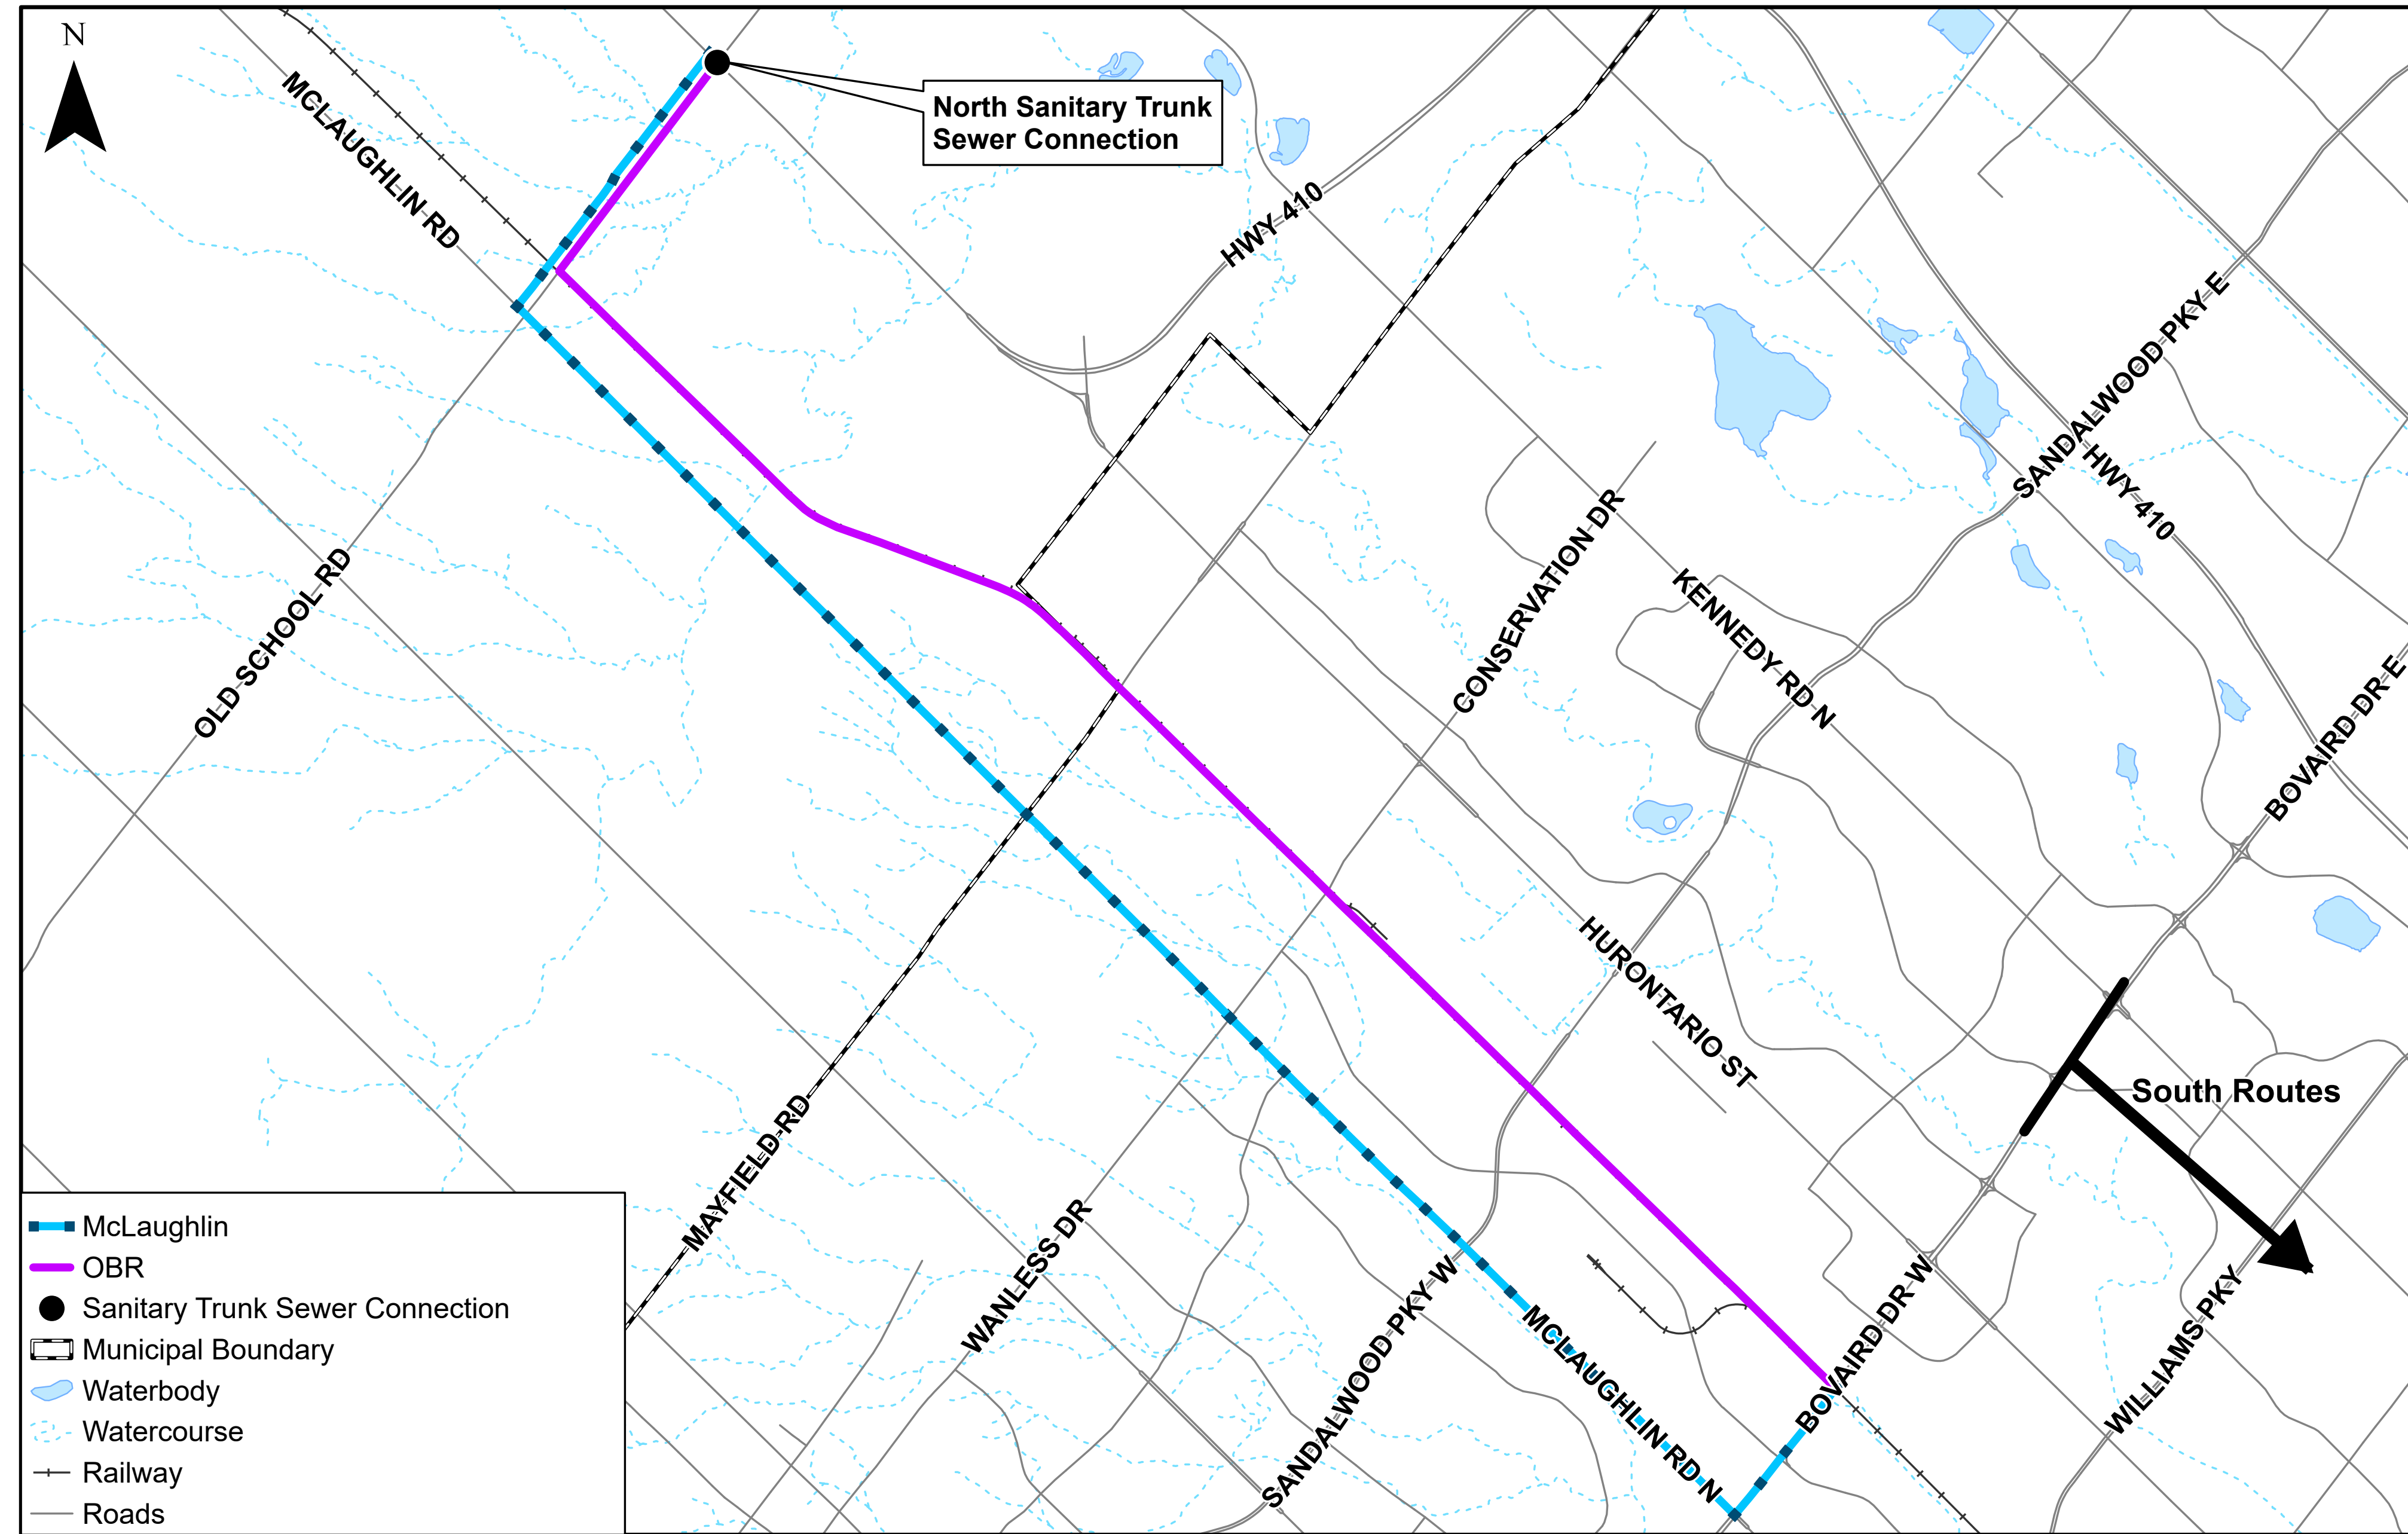 N
MCLAUGHLIN RD
North Sanitary Trunk
Sewer Connection
HWY 410
SANDALWOOD PKY E
HWY 410
OLD SCHOOL RD
CONSERVATION DR
KENNEDY RD N
BOVAIRD DR E
HURONTARIO ST
South Routes
MAYFIELD RD
WANLESS DR
SANDALWOOD PKY W
MCLAUGHLIN RD N
BOVAIRD DR W
WILLIAMS PKY
McLaughlin
OBR
Sanitary Trunk Sewer Connection
Municipal Boundary
Waterbody
Watercourse
Railway
Roads